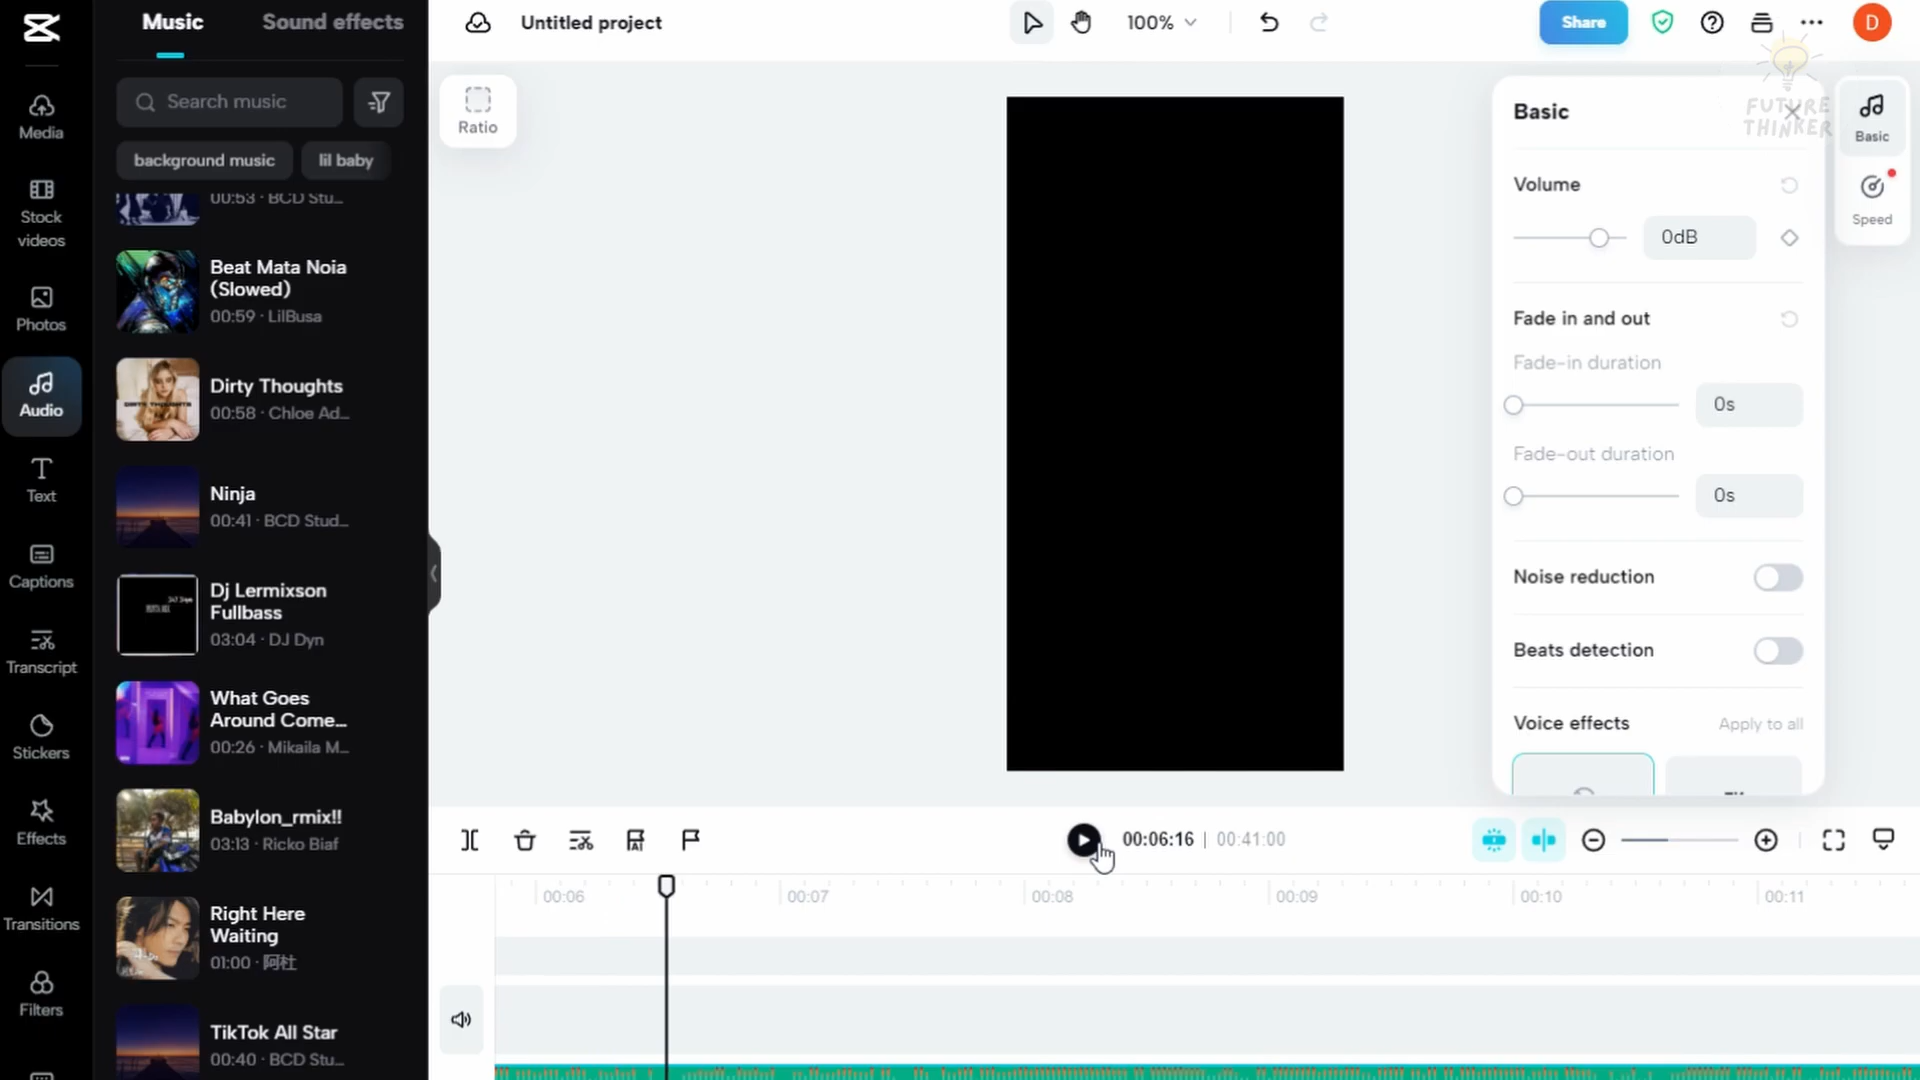 Music
Sound effects
Untitled project
100%
Share
D
Search music
background music
lil baby
Media
Stock
videos
Photos
Audio
Text
Captions
Transcript
Stickers
Effects
Transitions
Filters
00:53 · BCD Stu...
Beat Mata Noia
(Slowed)
00:59 · LilBusa
Dirty Thoughts
00:58 · Chloe Ad...
Ninja
00:41 · BCD Stud...
Dj Lermixson
Fullbass
03:04 · DJ Dyn
What Goes
Around Come...
00:26 · Mikaila M...
Babylon_rmix!!
03:13 · Ricko Biaf
Right Here
Waiting
01:00 · 阿杜
TikTok All Star
00:40 · BCD Stu...
Ratio
Basic
FUTURE
THINKER
Volume
0dB
Fade in and out
Fade-in duration
0s
Fade-out duration
0s
Noise reduction
Beats detection
Voice effects
Apply to all
Basic
Speed
00:06:16 | 00:41:00
00:06
00:07
00:08
00:09
00:10
00:11